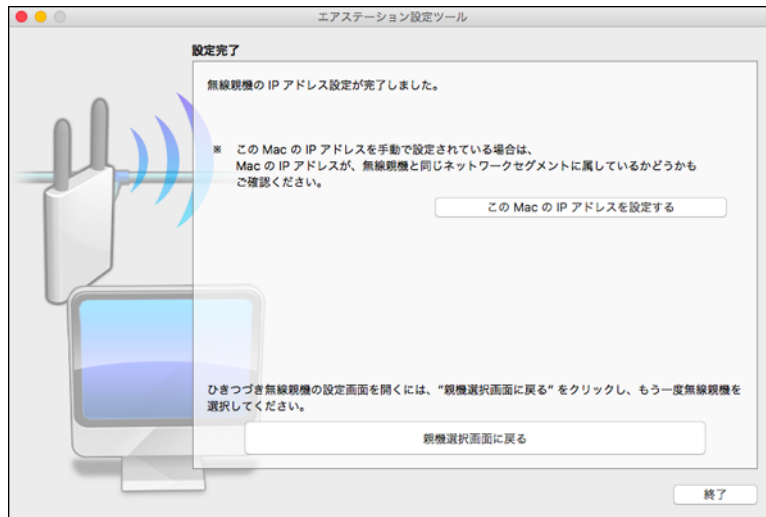 エアステーション設定ツール
設定完了
無線親機の IP アドレス設定が完了しました。
※ この Mac の IP アドレスを手動で設定されている場合は、
Mac の IP アドレスが、無線親機と同じネットワークセグメントに属しているかどうかも
ご確認ください。
この Mac の IP アドレスを設定する
ひきつづき無線親機の設定画面を開くには、“親機選択画面に戻る” をクリックし、もう一度無線親機を
選択してください。
親機選択画面に戻る
終了